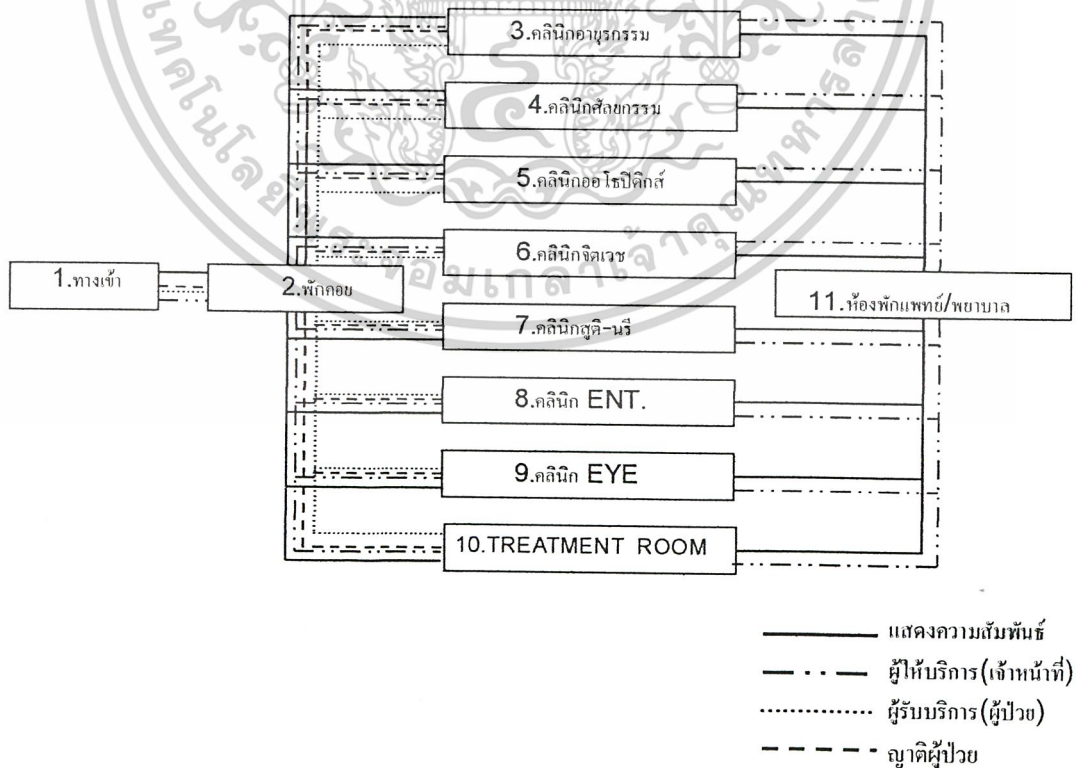 3.คลินิกอายุรกรรม
4.คลินิกศัลยกรรม
5.คลินิกออโธปิดิกส์
6.คลินิกจิตเวช
1.ทางเข้า
2.พักคอย
11.ห้องพักแพทย์/พยาบาล
7.คลินิกสูติ-นรี
8.คลินิก ENT.
9.คลินิก EYE
10.TREATMENT ROOM
แสดงความสัมพันธ์
ผู้ให้บริการ(เจ้าหน้าที่)
ผู้รับบริการ(ผู้ป่วย)
ญาติผู้ป่วย